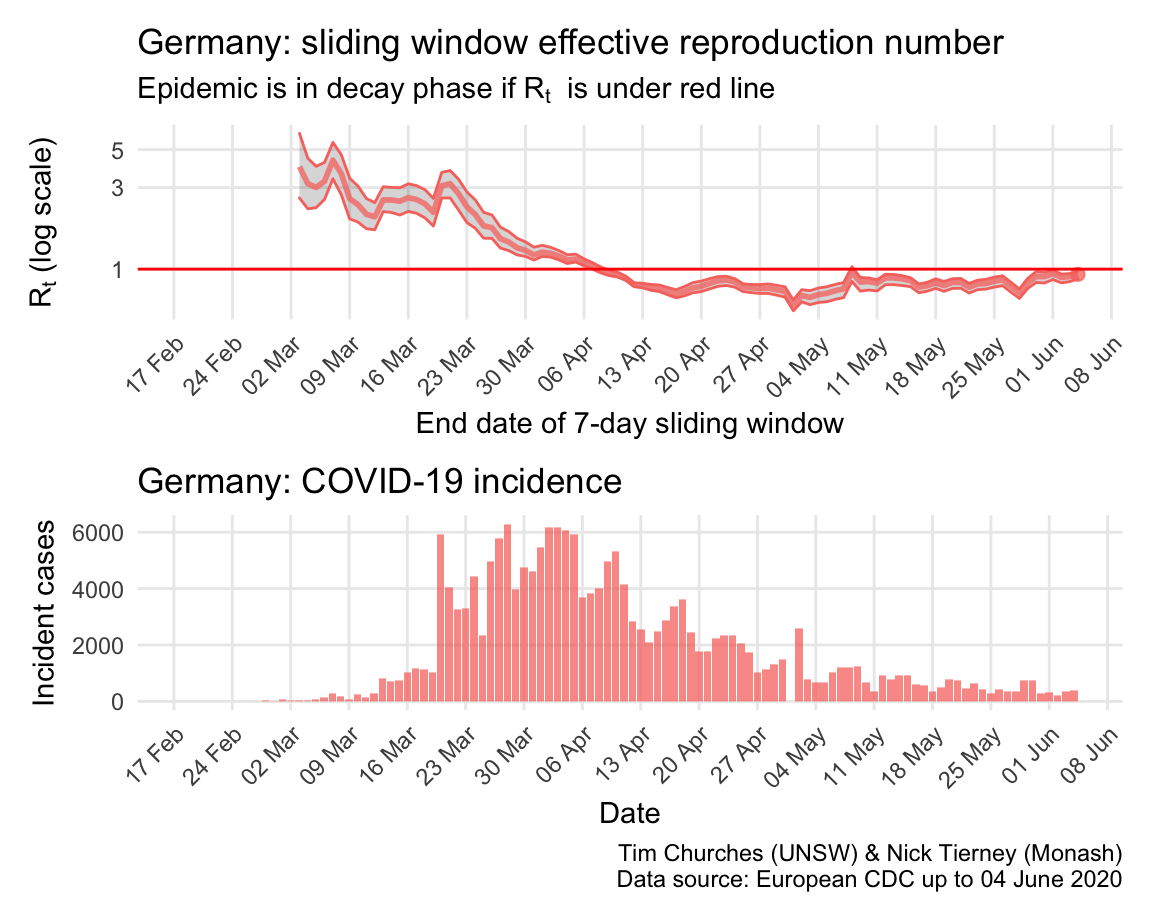 Germany: sliding window effective reproduction number
Epidemic is in decay phase if Rt is under red line
Rt (log scale)
5
3
1
17 Feb
24 Feb
02 Mar
09 Mar
16 Mar
23 Mar
30 Mar
06 Apr
13 Apr
20 Apr
27 Apr
04 May
11 May
18 May
25 May
01 Jun
08 Jun
End date of 7-day sliding window
Germany: COVID-19 incidence
Incident cases
6000
4000
2000
0
17 Feb
24 Feb
02 Mar
09 Mar
16 Mar
23 Mar
30 Mar
06 Apr
13 Apr
20 Apr
27 Apr
04 May
11 May
18 May
25 May
01 Jun
08 Jun
Date
Tim Churches (UNSW) & Nick Tierney (Monash)
Data source: European CDC up to 04 June 2020